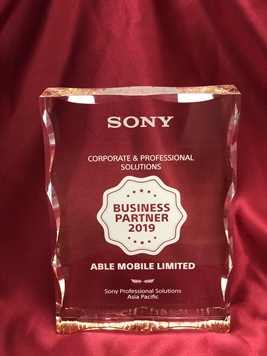 SONY
CORPORATE & PROFESSIONAL
SOLUTIONS
BUSINESS
PARTNER
2019
ABLE MOBILE LIMITED
Sony Professional Solutions
Asia Pacific